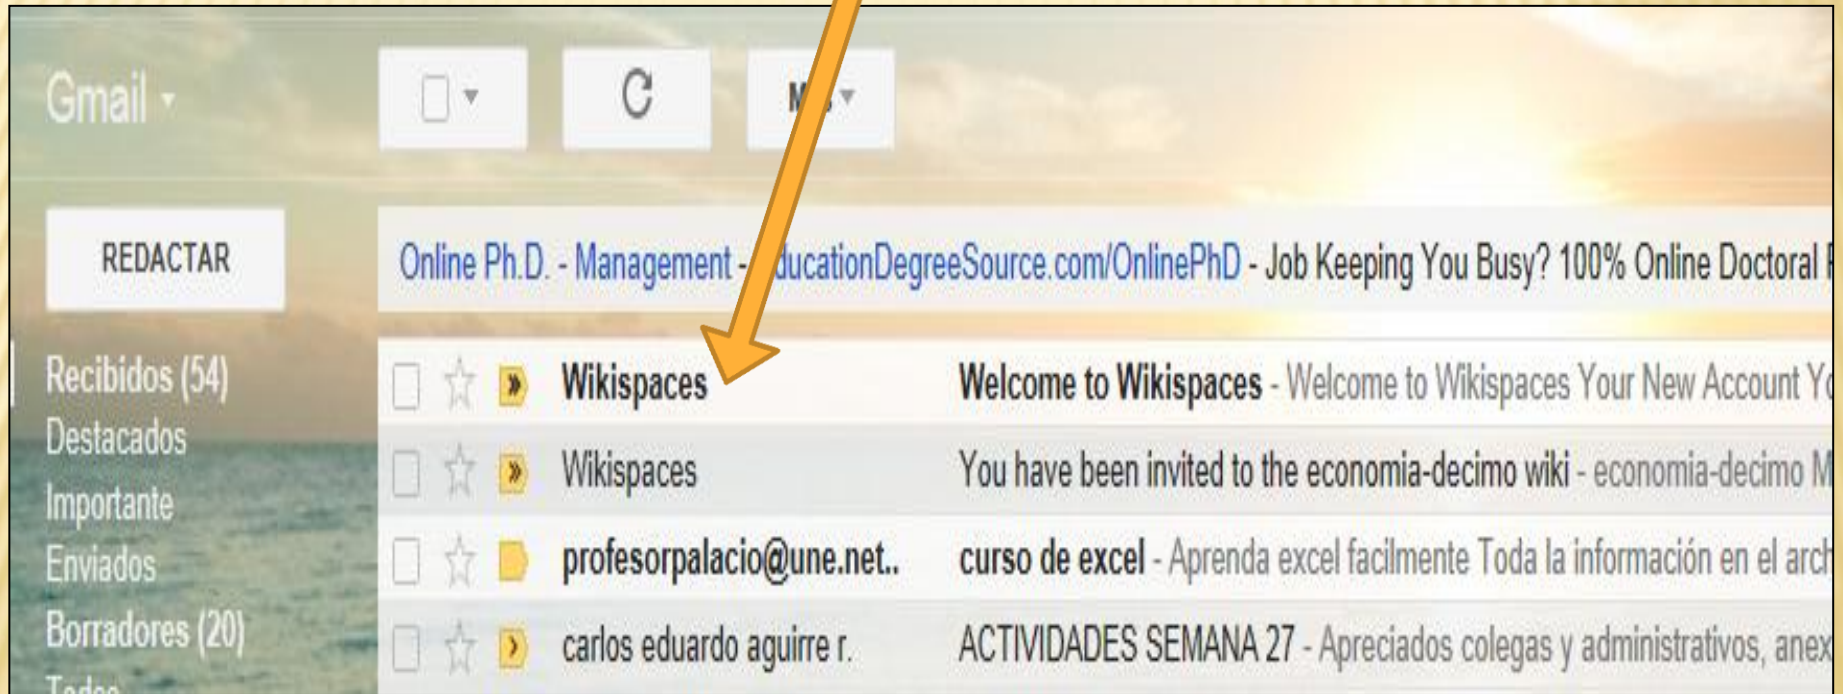 Gmail
REDACTAR
Online Ph.D. - Management - EducationDegreeSource.com/OnlinePhD - Job Keeping You Busy? 100% Online Doctoral
Recibidos (54)
Wikispaces Welcome to Wikispaces - Welcome to Wikispaces Your New Account
Destacados
Wikispaces You have been invited to the economia-decimo wiki - economia-decimo M
Importante
Enviados
profesorpalacio@une.net.. curso de excel - Aprenda excel facilmente Toda la información en el arch
Borradores (20)
carlos eduardo aguirre r. ACTIVIDADES SEMANA 27 - Apreciados colegas y administrativos, anex